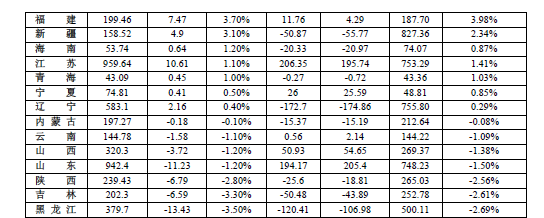 福 建 199.46 7.47 3.70% 11.76 4.29 187.70 3.98%
新 疆 158.52 4.9 3.10% -50.87 -55.77 827.36 2.34%
海 南 53.74 0.64 1.20% -20.33 -20.97 74.07 0.87%
江 苏 959.64 10.61 1.10% 206.35 195.74 753.29 1.41%
青 海 43.09 0.45 1.00% -0.27 -0.72 43.36 1.03%
宁 夏 74.81 0.41 0.50% 26 25.59 48.81 0.85%
辽 宁 583.1 2.16 0.40% -172.7 -174.86 755.80 0.29%
内 蒙 古 197.27 -0.18 -0.10% -15.37 -15.19 212.64 -0.08%
云 南 144.78 -1.58 -1.10% 0.56 2.14 144.22 -1.09%
山 西 320.3 -3.72 -1.20% 50.93 54.65 269.37 -1.38%
山 东 942.4 -11.23 -1.20% 194.17 205.4 748.23 -1.50%
陕 西 239.43 -6.79 -2.80% -25.6 -18.81 265.03 -2.56%
吉 林 202.3 -6.59 -3.30% -50.48 -43.89 252.78 -2.61%
黑 龙 江 379.7 -13.43 -3.50% -120.41 -106.98 500.11 -2.69%